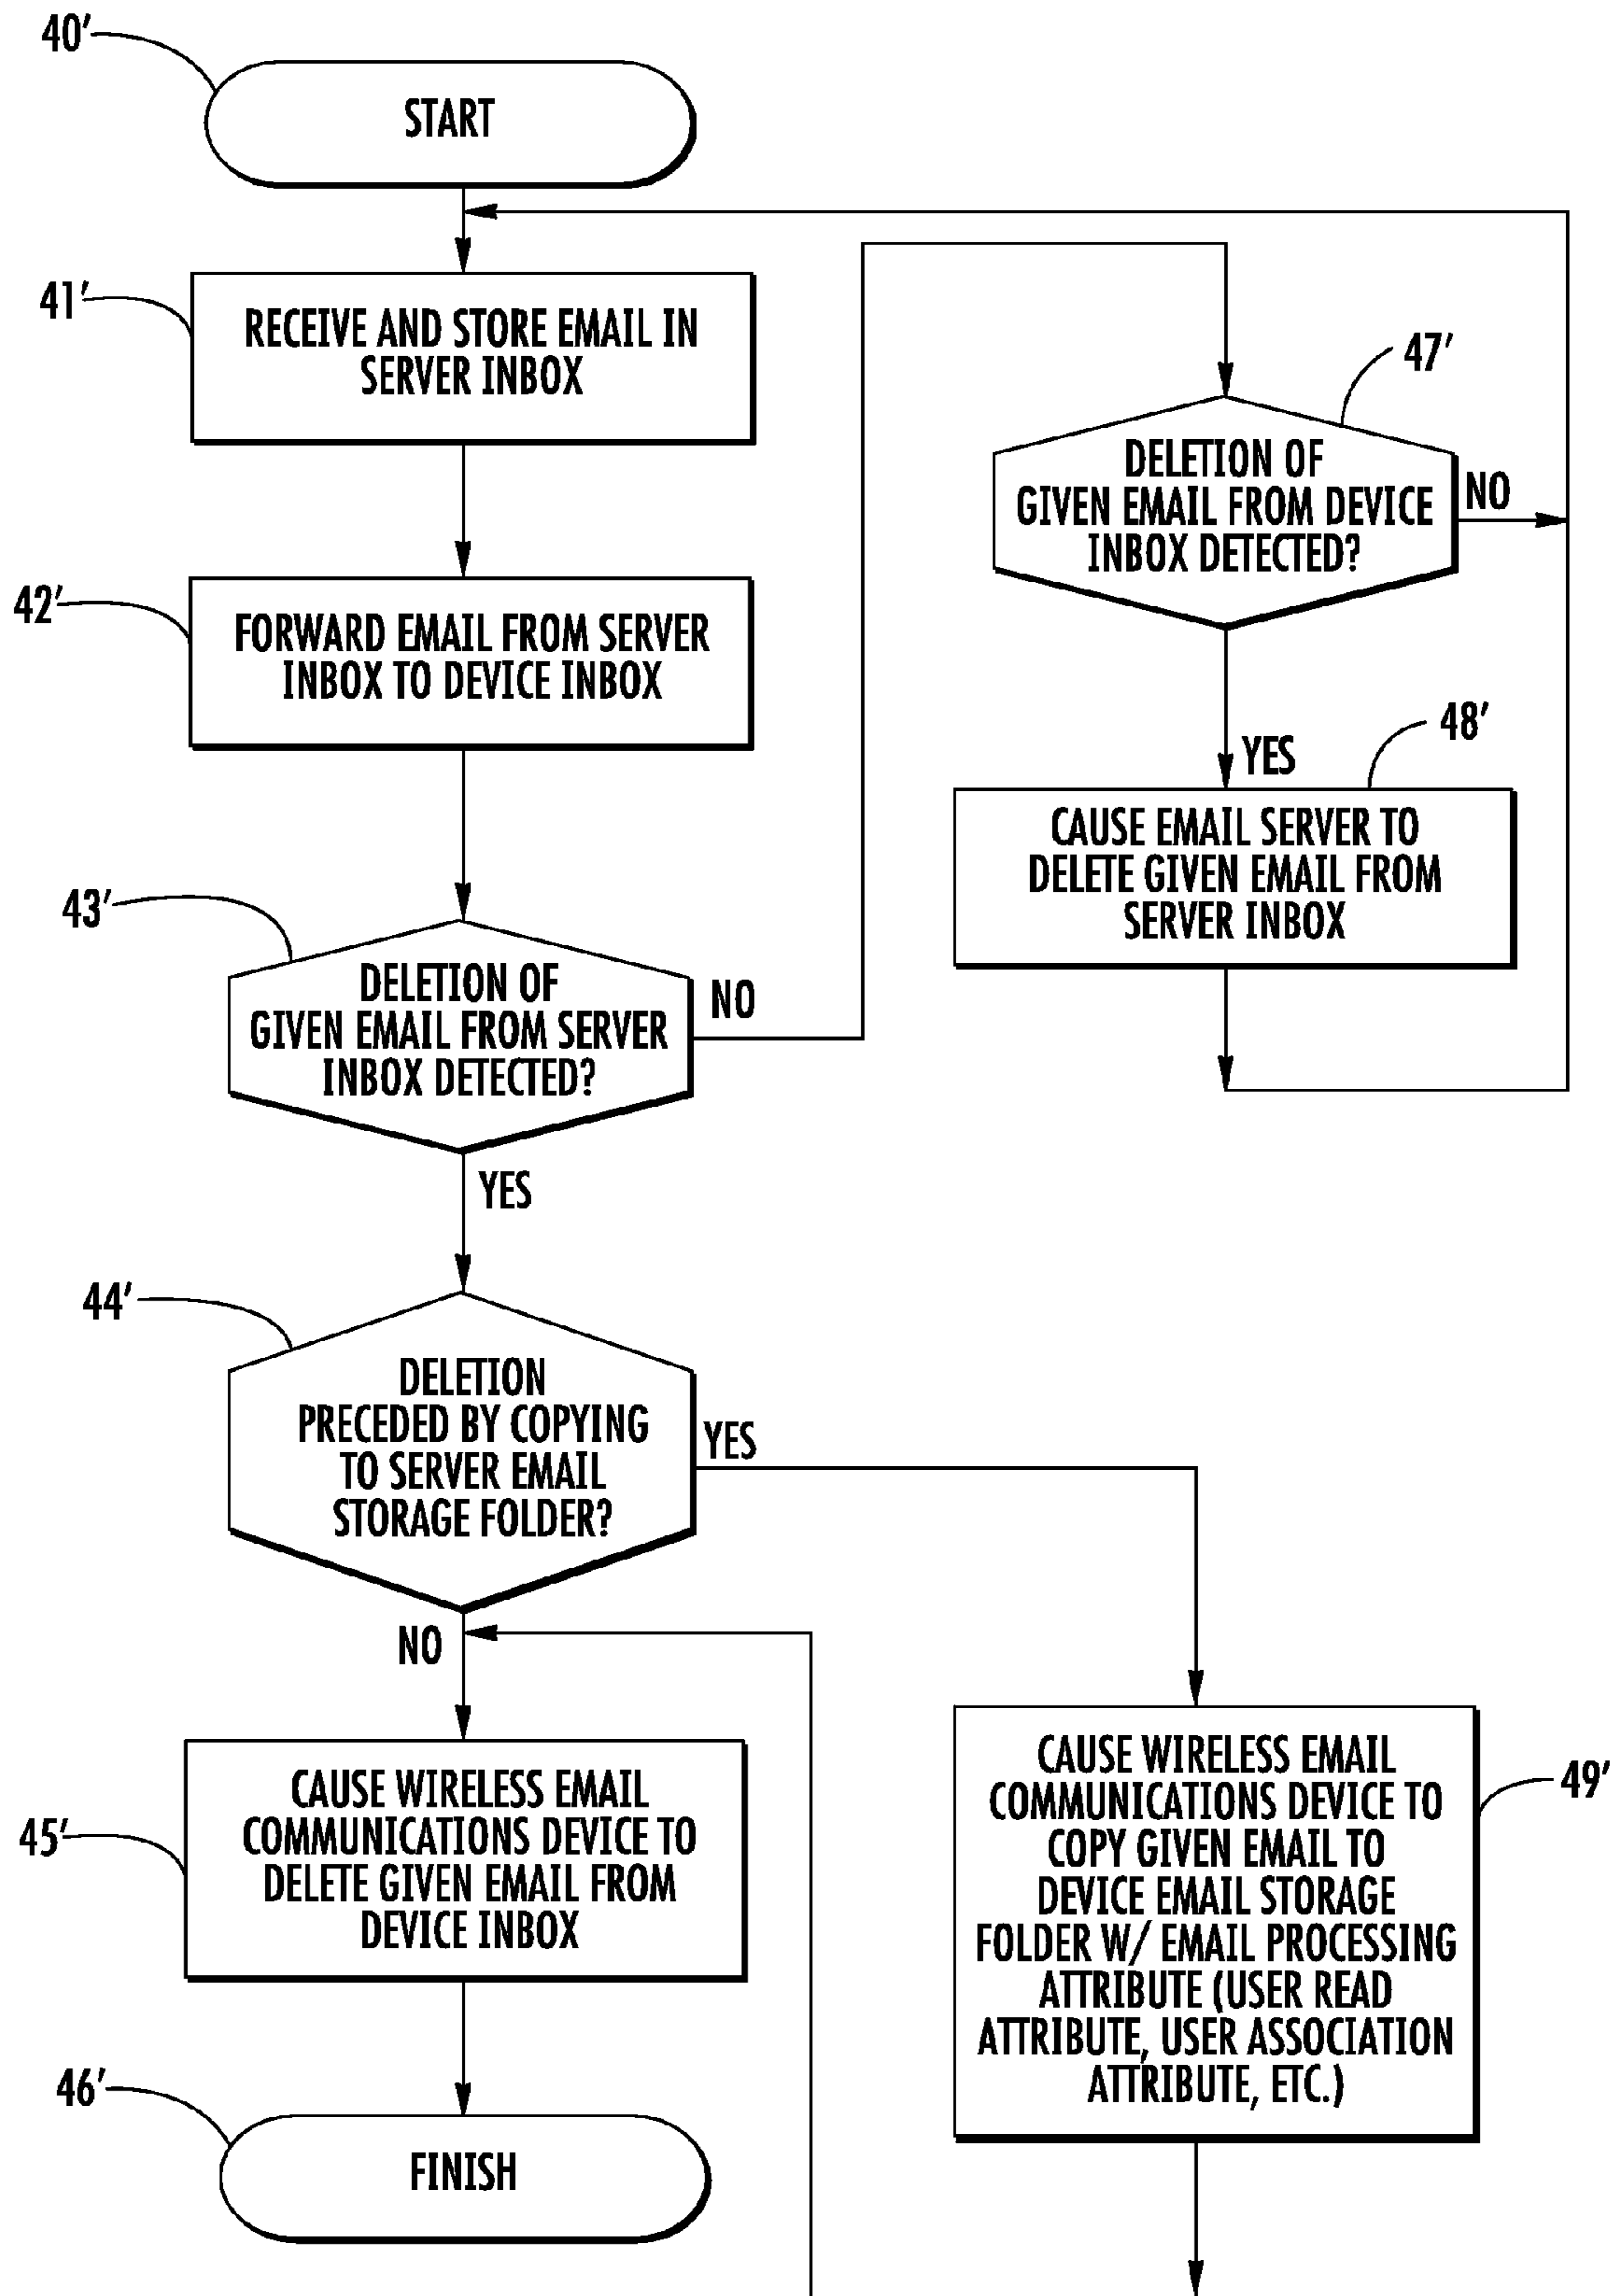 40'
START
41'
RECEIVE AND STORE EMAIL IN
SERVER INBOX
42'
FORWARD EMAIL FROM SERVER
INBOX TO DEVICE INBOX
43'
DELETION OF
GIVEN EMAIL FROM SERVER
INBOX DETECTED?
NO
YES
47'
DELETION OF
GIVEN EMAIL FROM DEVICE
INBOX DETECTED?
NO
YES
48'
CAUSE EMAIL SERVER TO
DELETE GIVEN EMAIL FROM
SERVER INBOX
44'
DELETION
PRECEDED BY COPYING
TO SERVER EMAIL
STORAGE FOLDER?
YES
NO
45'
CAUSE WIRELESS EMAIL
COMMUNICATIONS DEVICE TO
DELETE GIVEN EMAIL FROM
DEVICE INBOX
46'
FINISH
49'
CAUSE WIRELESS EMAIL
COMMUNICATIONS DEVICE TO
COPY GIVEN EMAIL TO
DEVICE EMAIL STORAGE
FOLDER W/ EMAIL PROCESSING
ATTRIBUTE (USER READ
ATTRIBUTE, USER ASSOCIATION
ATTRIBUTE, ETC.)